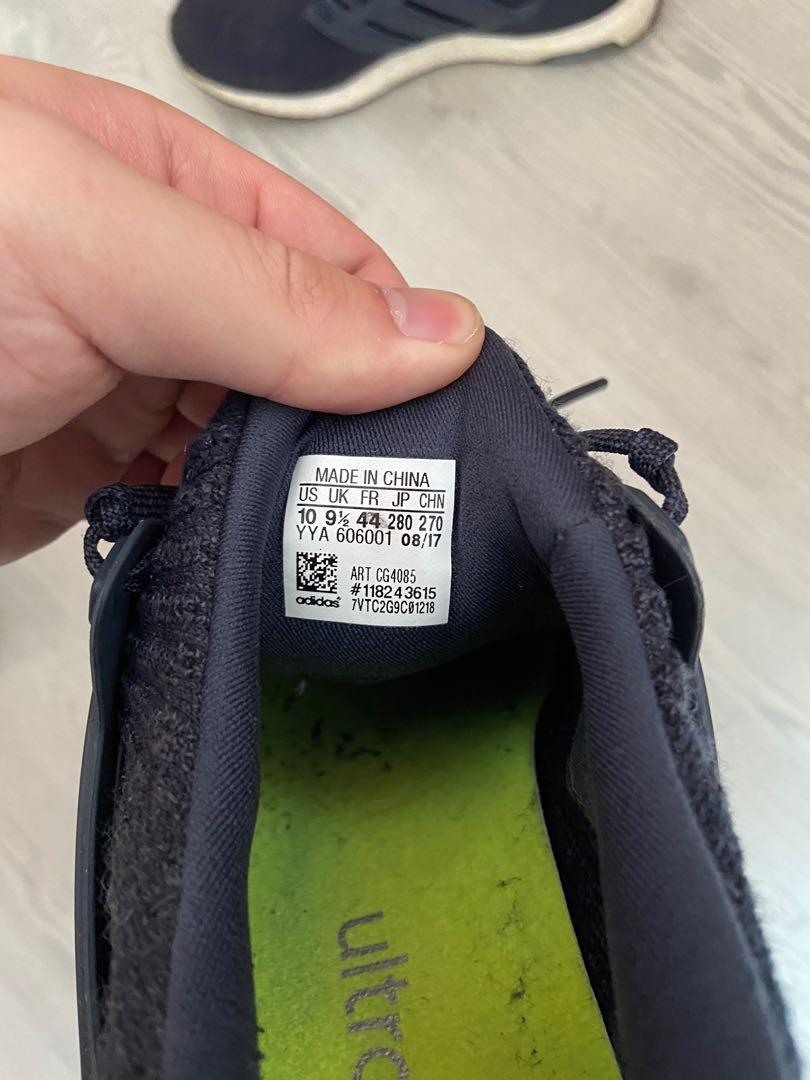 MADE IN CHINA
US UK FR JP CHN
10 9½ 44 280 270
YYA 606001 08/17
ART CG4085
#118243615
adidas 7VTC2G9C01218
ultra